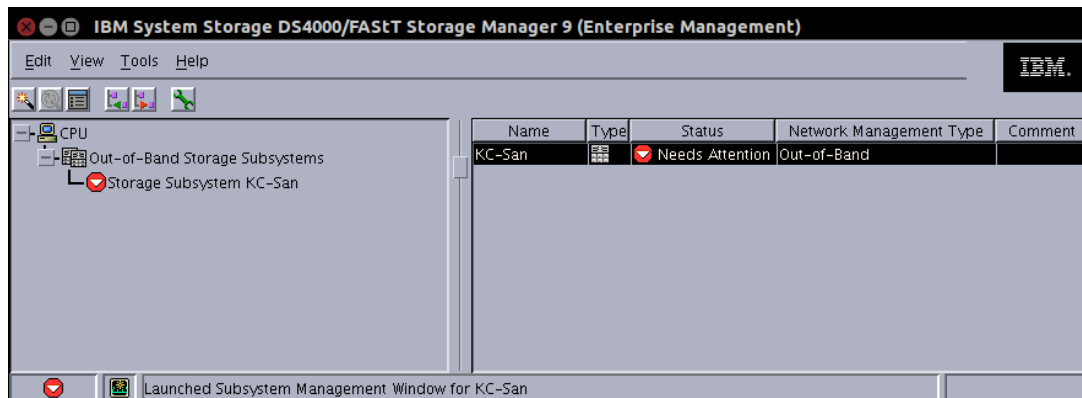 IBM System Storage DS4000/FAStT Storage Manager 9 (Enterprise Management)
Edit View Tools Help
IBM.
CPU
Out-of-Band Storage Subsystems
Storage Subsystem KC-San
Name Type Status Network Management Type Comment
KC-San Needs Attention Out-of-Band
Launched Subsystem Management Window for KC-San